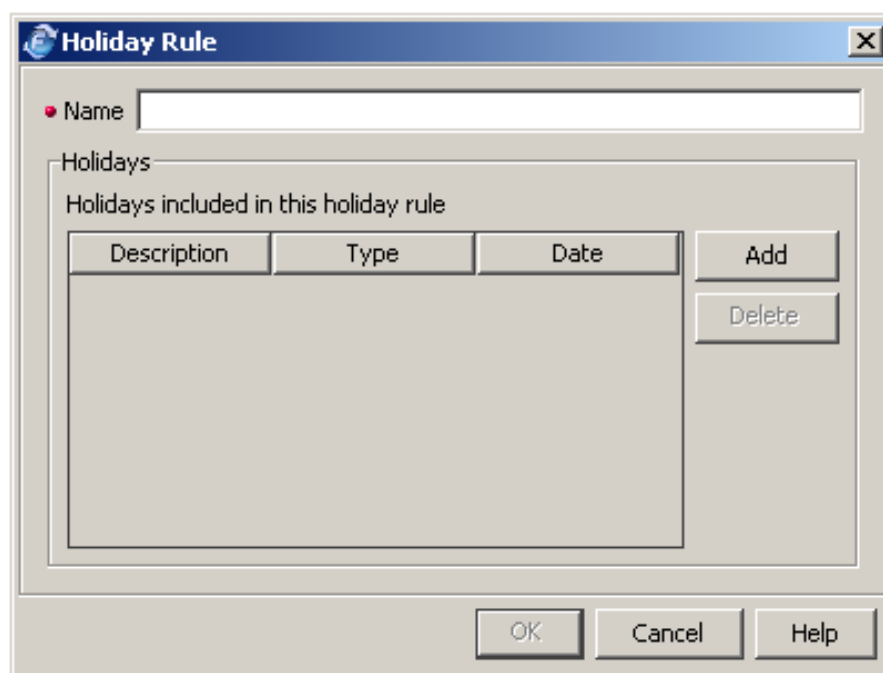 Holiday Rule
Name
Holidays
Holidays included in this holiday rule
Description Type Date
Add
Delete
OK Cancel Help